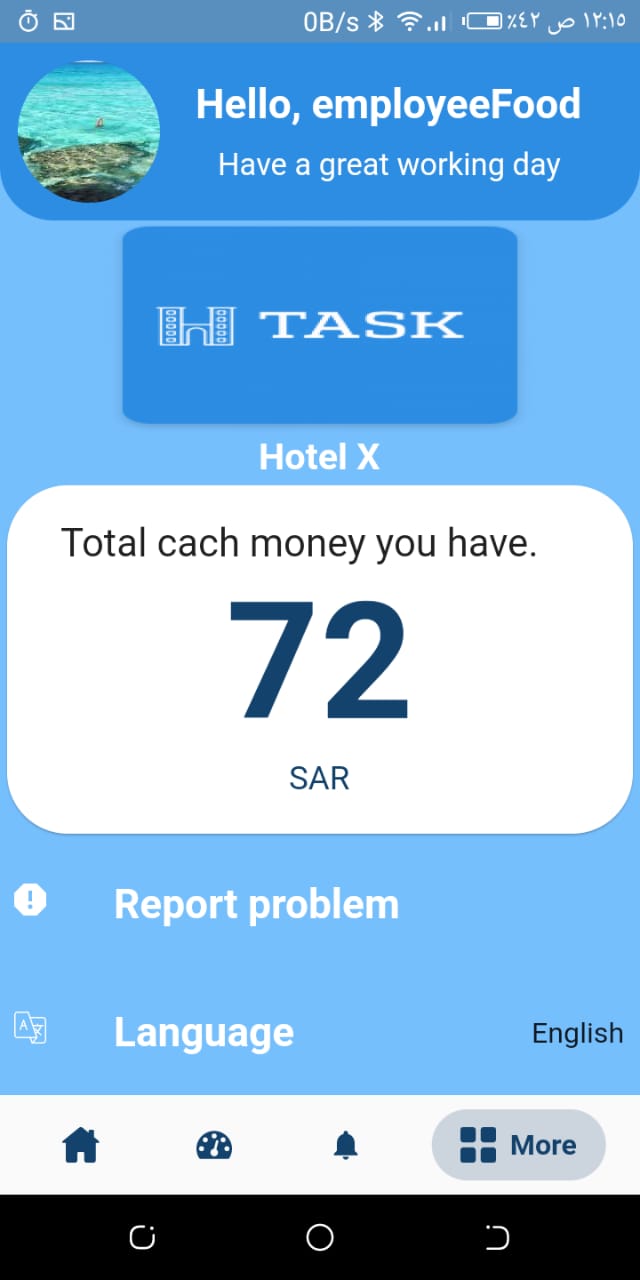 0B/s ٪٤٢ ص ١٢:١٥
Hello, employeeFood
Have a great working day
TASK
Hotel X
Total cach money you have.
72
SAR
Report problem
Language English
More